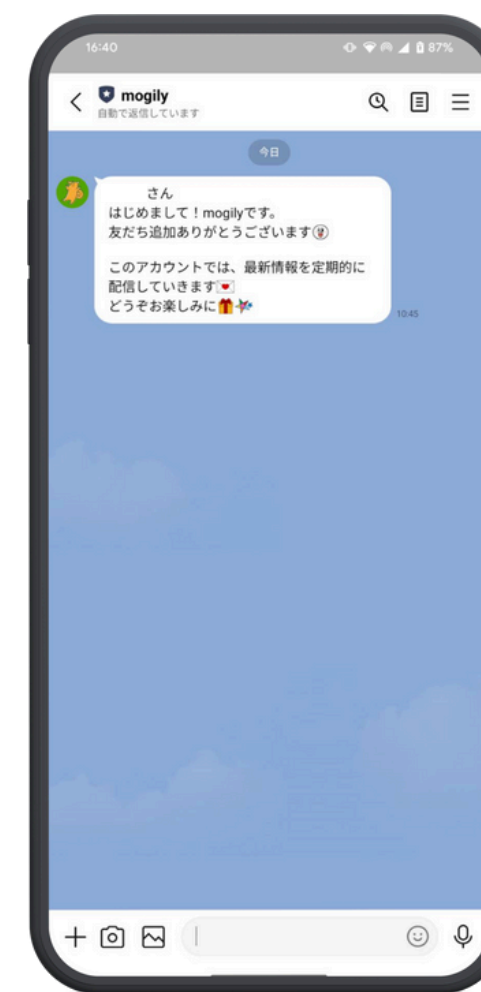 16:40
87%
mogily
自動で返信しています
今日
さん
はじめまして！mogilyです。
友だち追加ありがとうございます
このアカウントでは、最新情報を定期的に
配信していきます💌
どうぞお楽しみに🎁
10:45